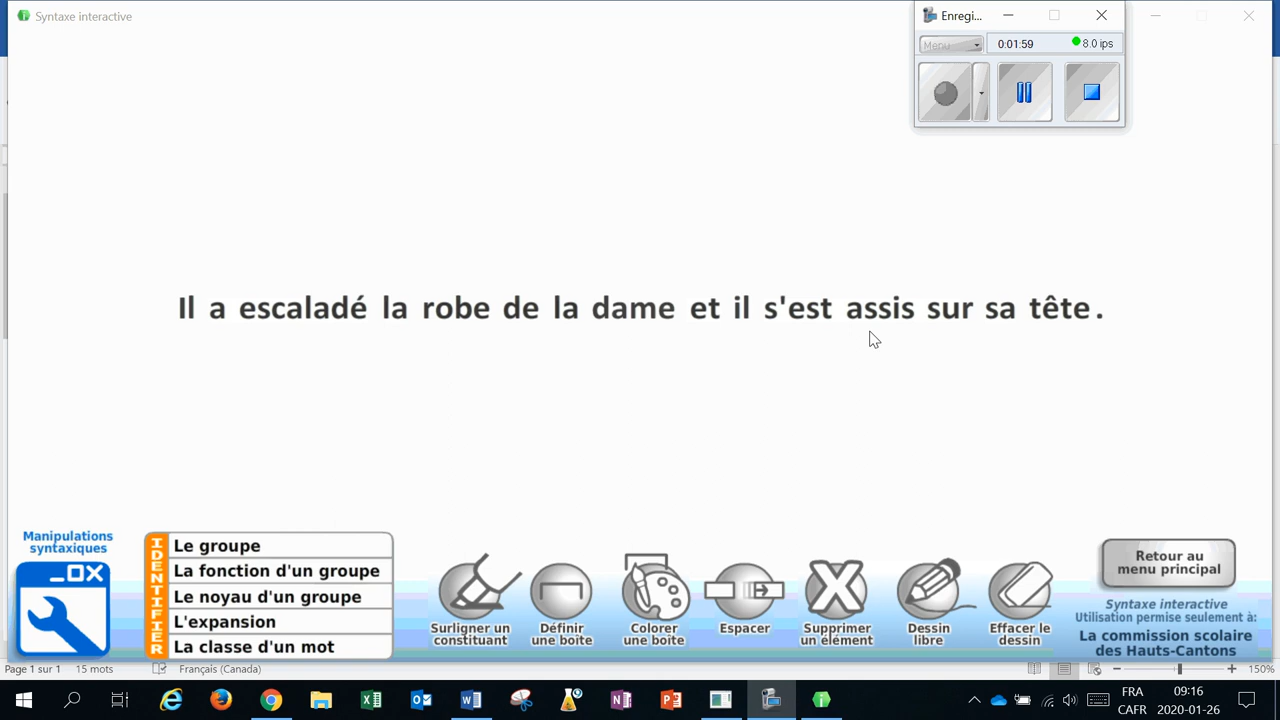 Syntaxe interactive
Enregi...
Menu
0:01:59
8.0 ips
Il a escaladé la robe de la dame et il s'est assis sur sa tête.
Manipulations
syntaxiques
IDENTIFIER
Le groupe
La fonction d'un groupe
Le noyau d'un groupe
L'expansion
La classe d'un mot
Surligner un
constituant
Définir
une boîte
Colorer
une boîte
Espacer
Supprimer
un élément
Dessin
libre
Effacer le
dessin
Retour au
menu principal
Syntaxe interactive
Utilisation permise seulement à:
La commission scolaire
des Hauts-Cantons
Page 1 sur 1
15 mots
Français (Canada)
150%
FRA
CAFR
09:16
2020-01-26